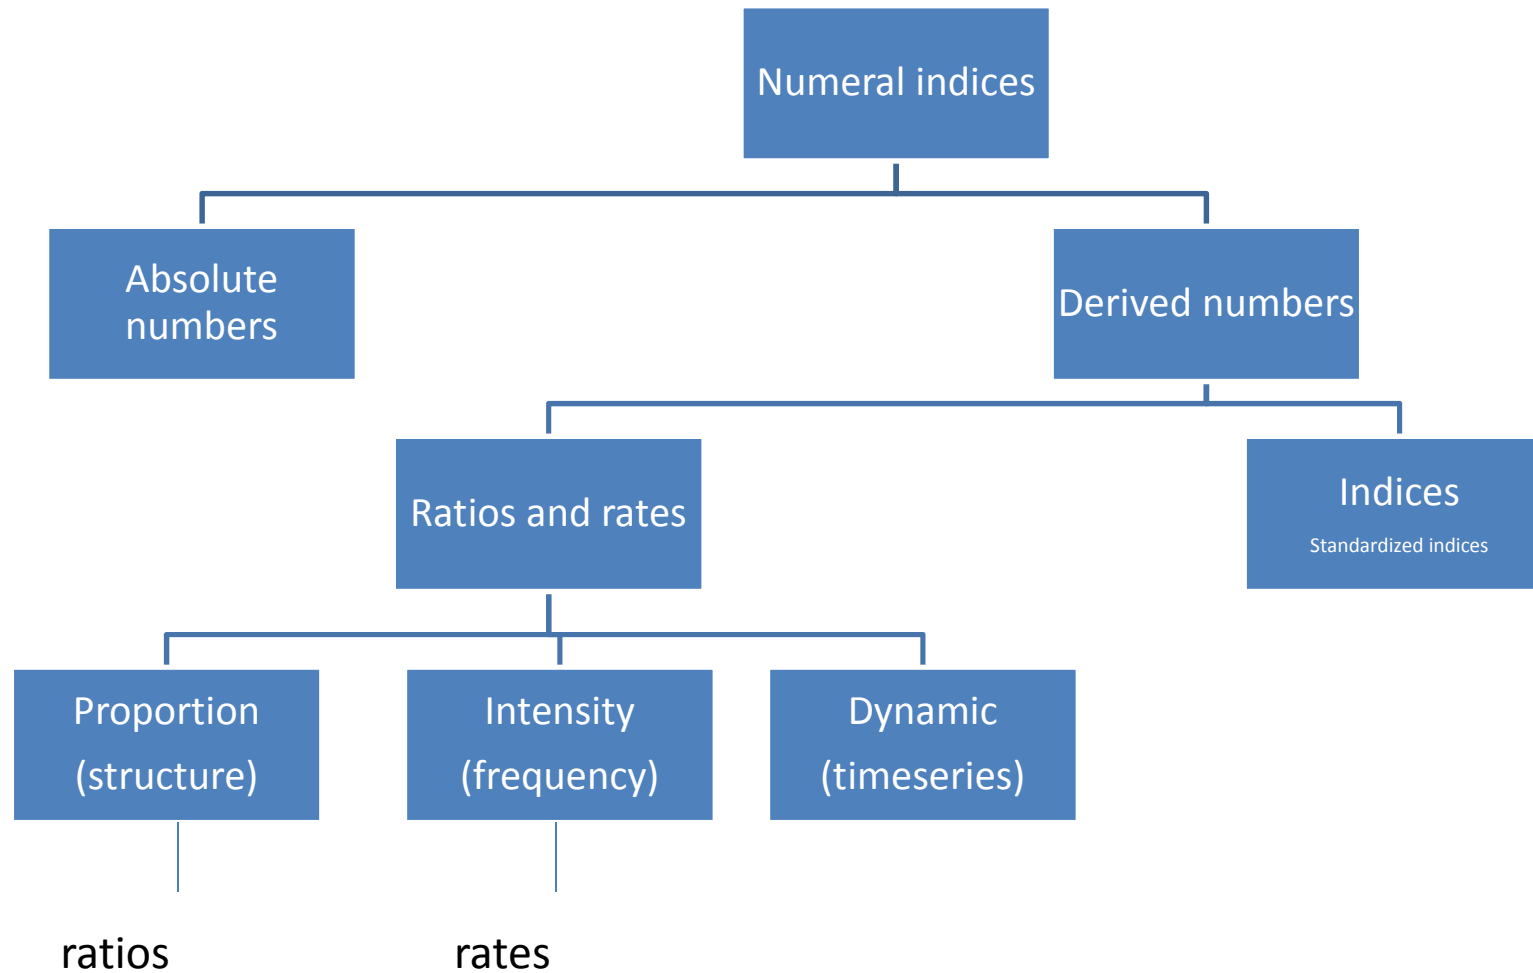 Numeral indices
Absolute
numbers
Derived numbers
Ratios and rates
Indices
Standardized indices
Proportion
(structure)
Intensity
(frequency)
Dynamic
(timeseries)
ratios
rates